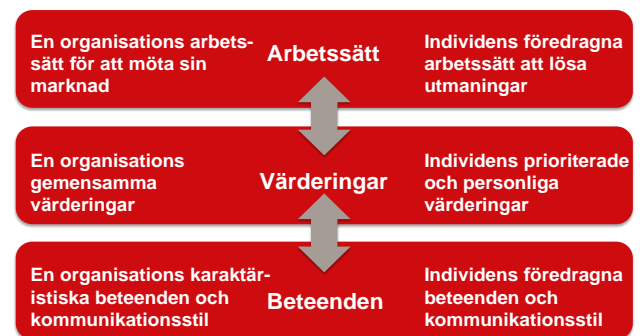 En organisations arbets-
sätt för att möta sin
marknad
Arbetssätt
Individens föredragna
arbetssätt att lösa
utmaningar
En organisations
gemensamma
värderingar
Värderingar
Individens prioriterade
och personliga
värderingar
En organisations karaktär-
istiska beteenden och
kommunikationsstil
Beteenden
Individens föredragna
beteenden och
kommunikationsstil